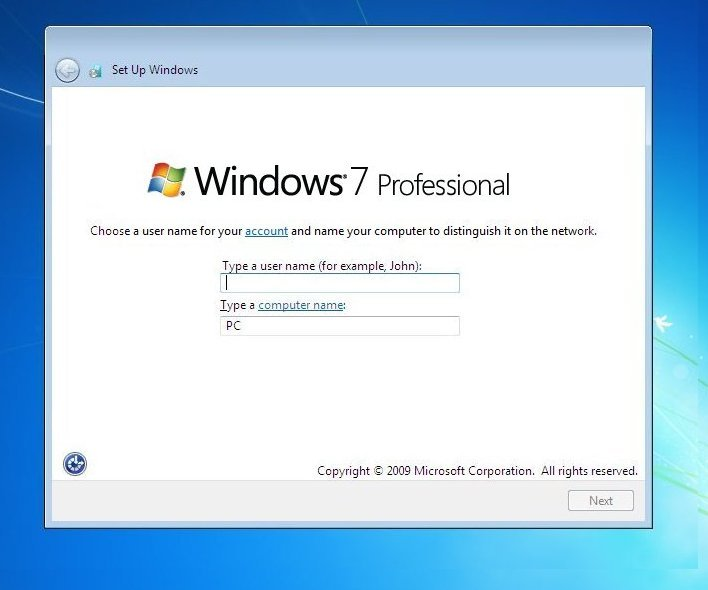 Set Up Windows
Windows 7 Professional
Choose a user name for your account and name your computer to distinguish it on the network.
Type a user name (for example, John):
Type a computer name:
PC
Copyright © 2009 Microsoft Corporation. All rights reserved.
Next